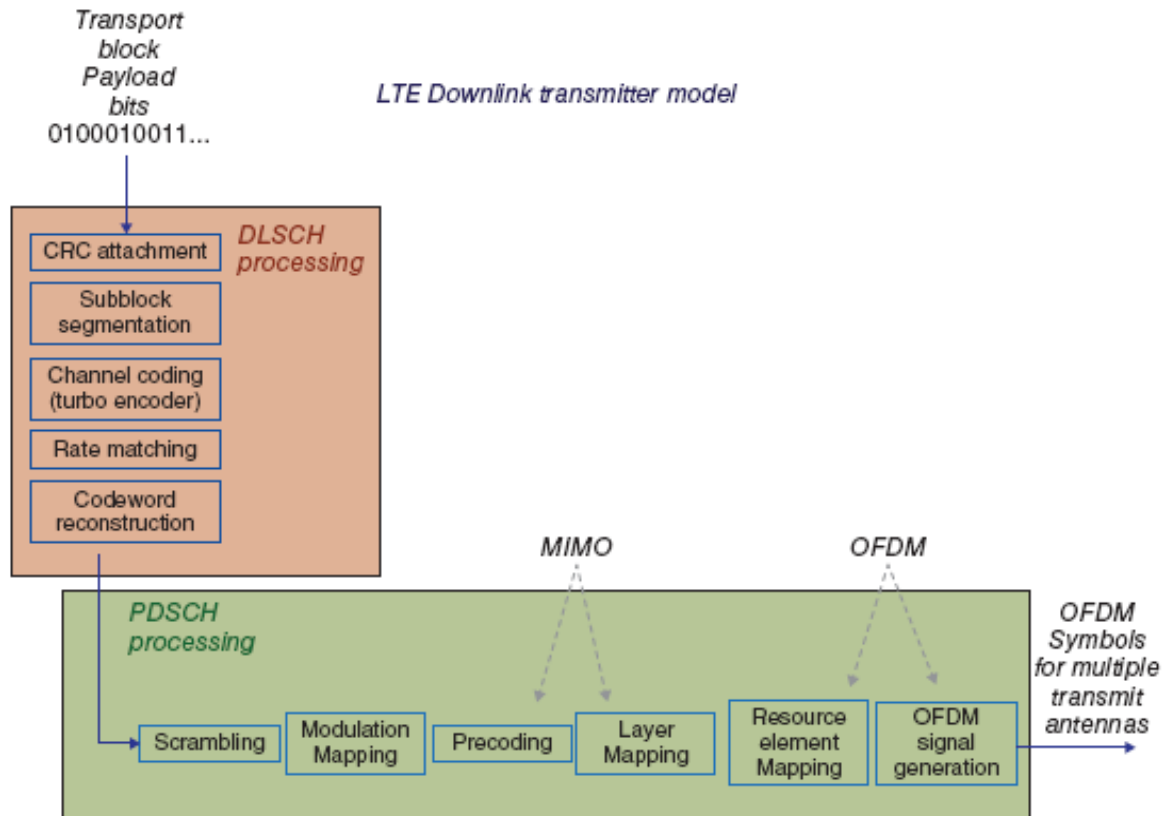 Transport
block
Payload
bits
0100010011...
LTE Downlink transmitter model
DLSCH
processing
CRC attachment
Subblock
segmentation
Channel coding
(turbo encoder)
Rate matching
Codeword
reconstruction
MIMO
OFDM
PDSCH
processing
Scrambling
Modulation
Mapping
Precoding
Layer
Mapping
Resource
element
Mapping
OFDM
signal
generation
OFDM
Symbols
for multiple
transmit
antennas